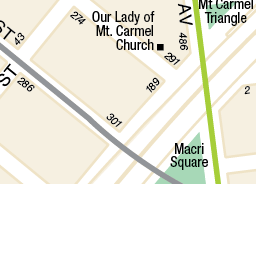 Mt Carmel
Triangle
Our Lady of
Mt. Carmel
Church
274
AV
486
291
ST
43
ST
286
189
301
2
Macri
Square